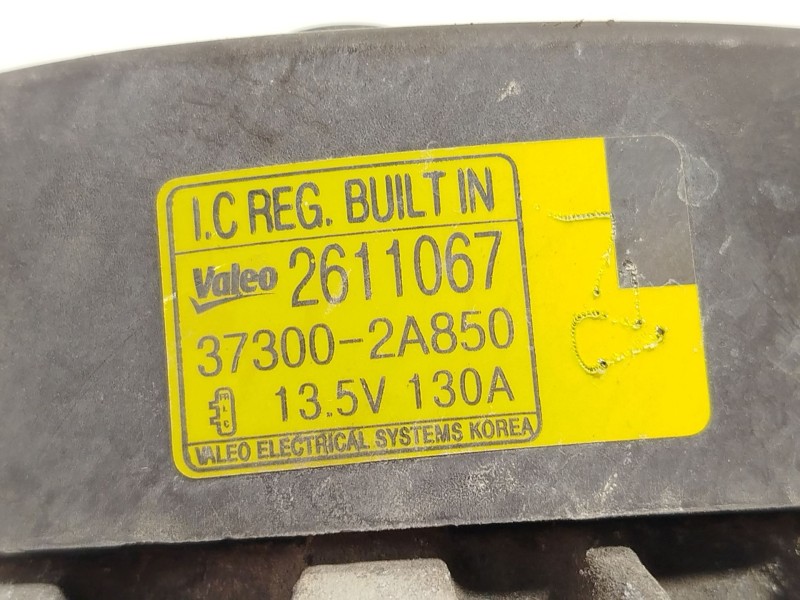 I.C REG. BUILT IN
Valeo 2611067
37300-2A850
13.5V 130A
VALEO ELECTRICAL SYSTEMS KOREA